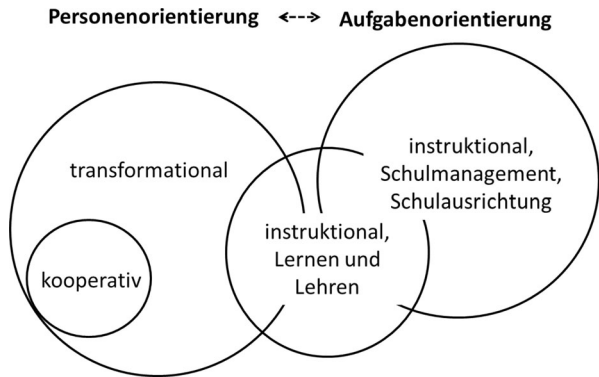 Personenorientierung <--> Aufgabenorientierung
transformational
instruktional,
Schulmanagement,
Schulausrichtung
instruktional,
Lernen und
Lehren
kooperativ